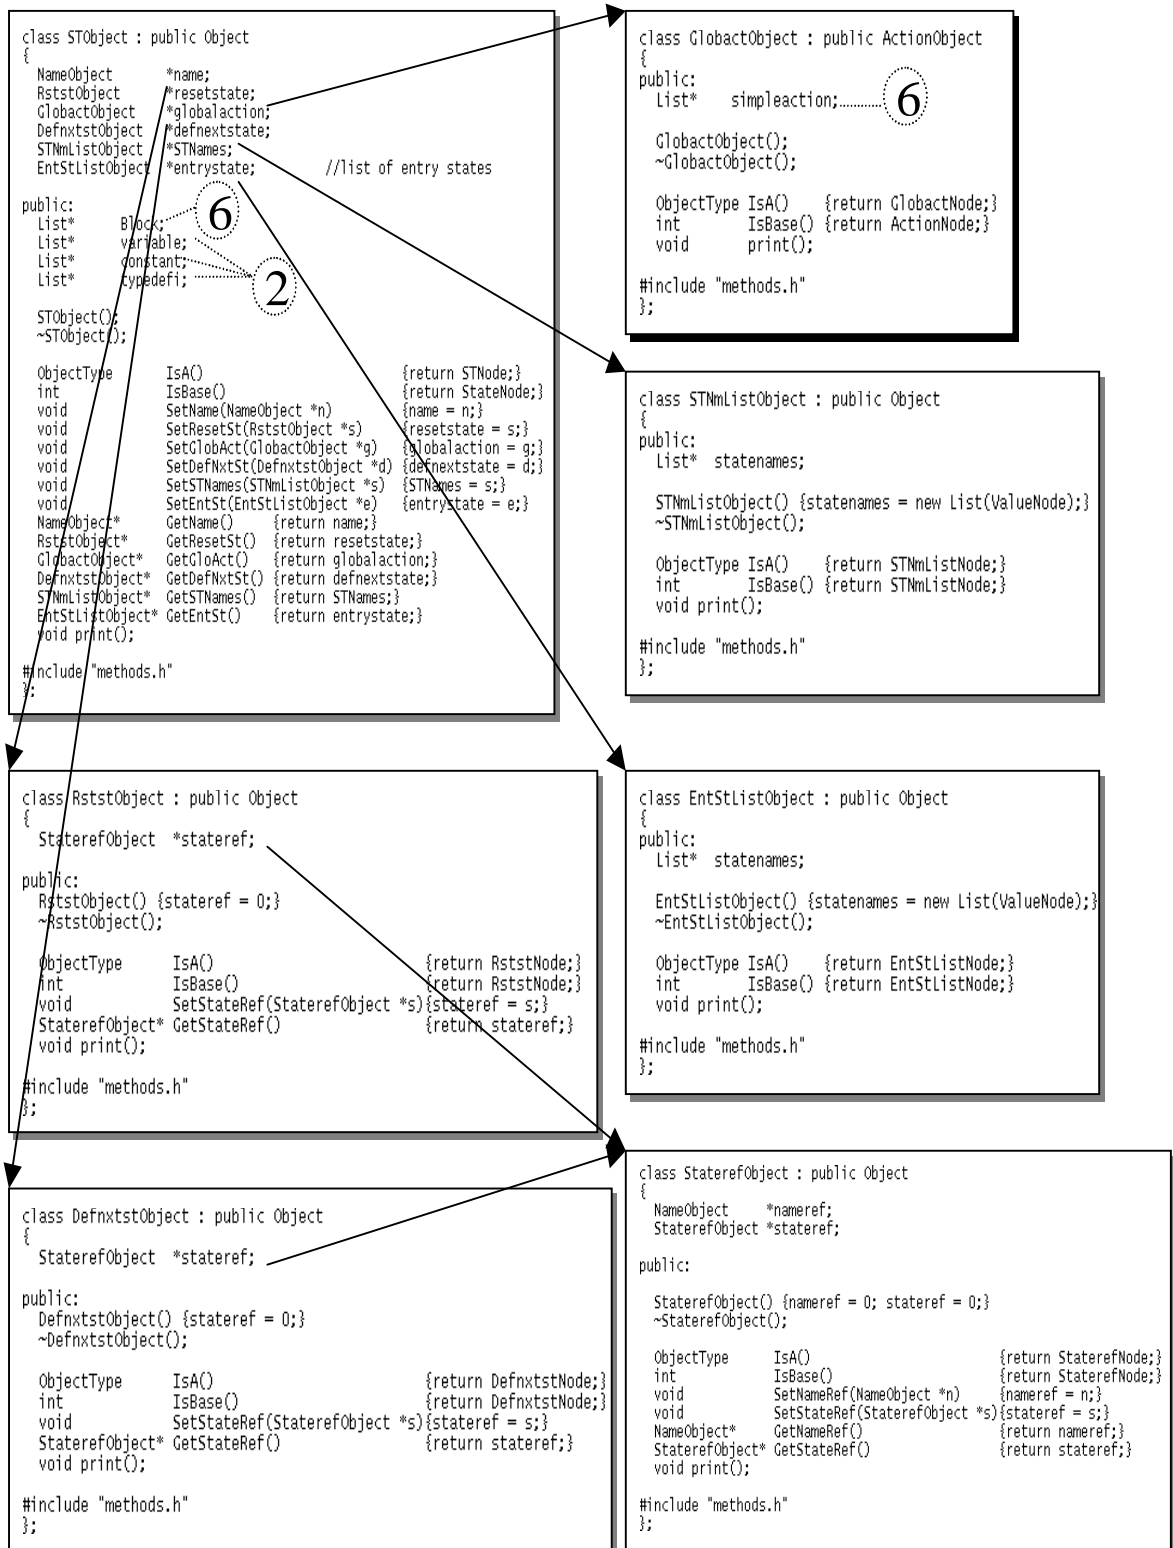 class STObject : public Object
{
NameObject *name;
RststObject *resetstate;
GlobactObject *globalaction;
DefnxtstObject *defnextstate;
STNmListObject *STNames;
EntStListObject *entrystate; //list of entry states
public:
List* Block;
6
List* variable;
List* constant;
List* typedefi;
2
STObject();
~STObject();
ObjectType IsA() {return STNode;}
int IsBase() {return StateNode;}
void SetName(NameObject *n) {name = n;}
void SetResetSt(RststObject *s) {resetstate = s;}
void SetGlobAct(GlobactObject *g) {globalaction = g;}
void SetDefNxtSt(DefnxtstObject *d) {defnextstate = d;}
void SetSTNames(STNmListObject *s) {STNames = s;}
void SetEntSt(EntStListObject *e) {entrystate = e;}
NameObject* GetName() {return name;}
RststObject* GetResetSt() {return resetstate;}
GlobactObject* GetGloAct() {return globalaction;}
DefnxtstObject* GetDefNxtSt() {return defnextstate;}
STNmListObject* GetSTNames() {return STNames;}
EntStListObject* GetEntSt() {return entrystate;}
void print();
#include "methods.h"
};
class GlobactObject : public ActionObject
{
public:
List* simpleaction;
6
GlobactObject();
~GlobactObject();
ObjectType IsA() {return GlobactNode;}
int IsBase() {return ActionNode;}
void print();
#include "methods.h"
};
class STNmListObject : public Object
{
public:
List* statenames;
STNmListObject() {statenames = new List(ValueNode);}
~STNmListObject();
ObjectType IsA() {return STNmListNode;}
int IsBase() {return STNmListNode;}
void print();
#include "methods.h"
};
class RststObject : public Object
{
StaterefObject *stateref;
public:
RststObject() {stateref = 0;}
~RststObject();
ObjectType IsA() {return RststNode;}
int IsBase() {return RststNode;}
void SetStateRef(StaterefObject *s){stateref = s;}
StaterefObject* GetStateRef() {return stateref;}
void print();
#include "methods.h"
};
class EntStListObject : public Object
{
public:
List* statenames;
EntStListObject() {statenames = new List(ValueNode);}
~EntStListObject();
ObjectType IsA() {return EntStListNode;}
int IsBase() {return EntStListNode;}
void print();
#include "methods.h"
};
class DefnxtstObject : public Object
{
StaterefObject *stateref;
public:
DefnxtstObject() {stateref = 0;}
~DefnxtstObject();
ObjectType IsA() {return DefnxtstNode;}
int IsBase() {return DefnxtstNode;}
void SetStateRef(StaterefObject *s){stateref = s;}
StaterefObject* GetStateRef() {return stateref;}
void print();
#include "methods.h"
};
class StaterefObject : public Object
{
NameObject *nameref;
StaterefObject *stateref;
public:
StaterefObject() {nameref = 0; stateref = 0;}
~StaterefObject();
ObjectType IsA() {return StaterefNode;}
int IsBase() {return StaterefNode;}
void SetNameRef(NameObject *n) {nameref = n;}
void SetStateRef(StaterefObject *s){stateref = s;}
NameObject* GetNameRef() {return nameref;}
StaterefObject* GetStateRef() {return stateref;}
void print();
#include "methods.h"
};